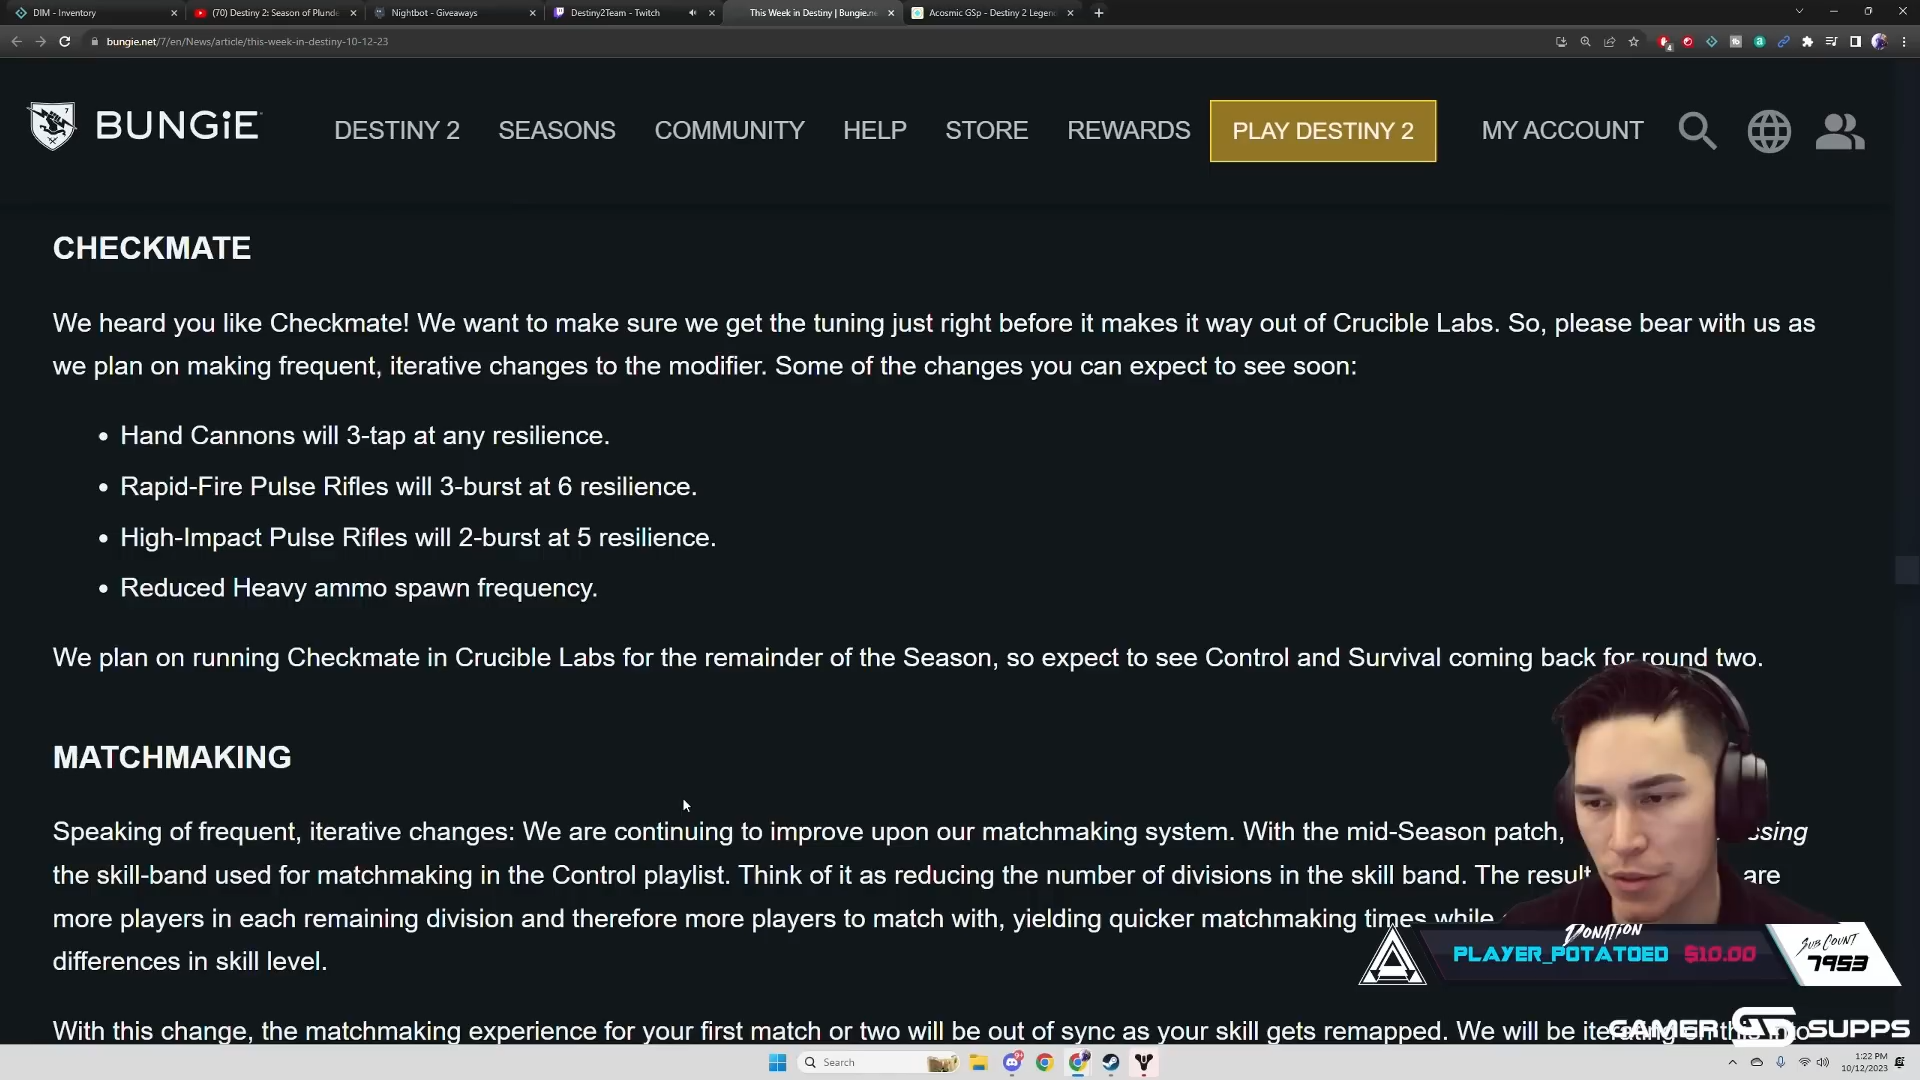 DIM - Inventory
(70) Destiny 2: Season of Plunde
Nightbot - Giveaways
Destiny2Team - Twitch
This Week in Destiny | Bungie.ne
Acosmic GSp - Destiny 2 Legen
bungie.net/7/en/News/article/this-week-in-destiny-10-12-23
BUNGiE
DESTINY 2
SEASONS
COMMUNITY
HELP
STORE
REWARDS
PLAY DESTINY 2
MY ACCOUNT
CHECKMATE
We heard you like Checkmate! We want to make sure we get the tuning just right before it makes it way out of Crucible Labs. So, please bear with us as
we plan on making frequent, iterative changes to the modifier. Some of the changes you can expect to see soon:
• Hand Cannons will 3-tap at any resilience.
• Rapid-Fire Pulse Rifles will 3-burst at 6 resilience.
• High-Impact Pulse Rifles will 2-burst at 5 resilience.
• Reduced Heavy ammo spawn frequency.
We plan on running Checkmate in Crucible Labs for the remainder of the Season, so expect to see Control and Survival coming back for round two.
MATCHMAKING
Speaking of frequent, iterative changes: We are continuing to improve upon our matchmaking system. With the mid-Season patch, ssing
the skill-band used for matchmaking in the Control playlist. Think of it as reducing the number of divisions in the skill band. The result are
more players in each remaining division and therefore more players to match with, yielding quicker matchmaking times while
differences in skill level.
With this change, the matchmaking experience for your first match or two will be out of sync as your skill gets remapped. We will be
DONATION
PLAYER_POTATOED $10.00
SUB COUNT
7953
GAMER SUPPS
Search
1:22 PM
10/12/2023